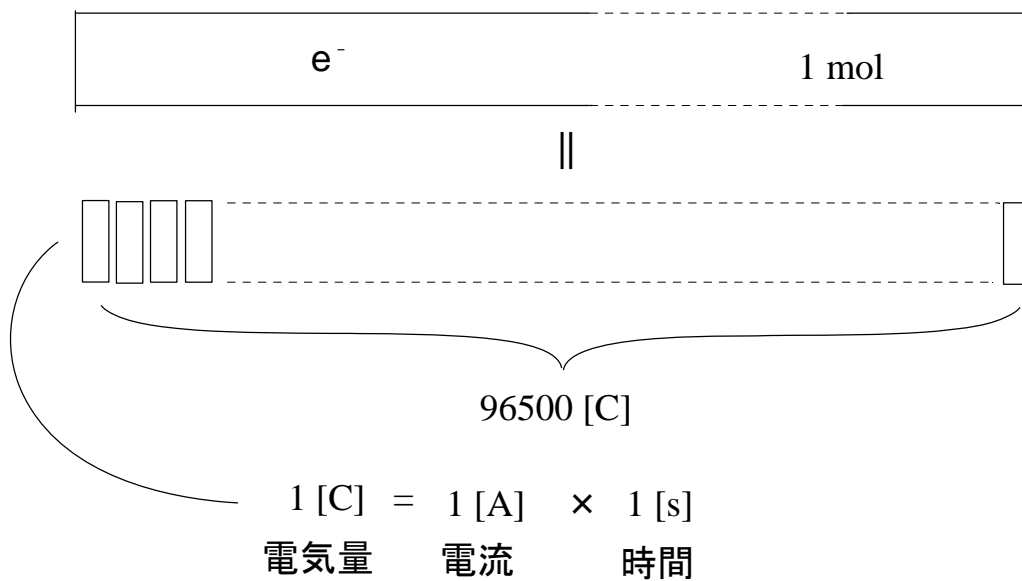 e⁻ 1 mol
||
96500 [C]
1 [C] = 1 [A] × 1 [s]
電気量 電流 時間